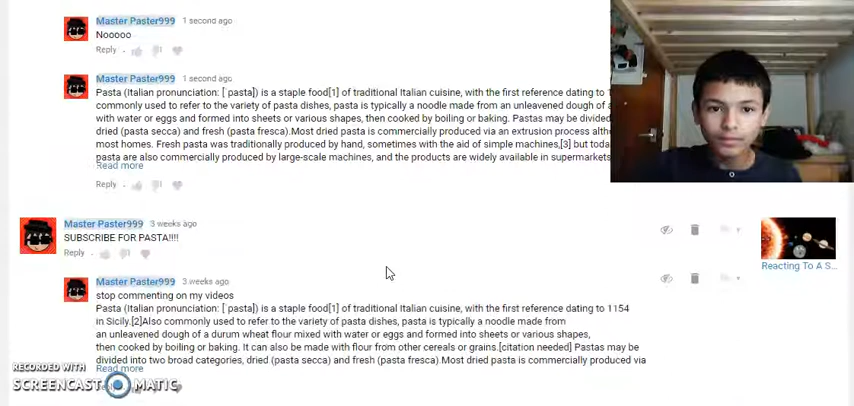 Master Paster999 1 second ago
Nooooo
Reply
Master Paster999 1 second ago
Pasta (Italian pronunciation: [ˈpasta]) is a staple food[1] of traditional Italian cuisine, with the first reference dating to 1
commonly used to refer to the variety of pasta dishes, pasta is typically a noodle made from an unleavened dough of a
with water or eggs and formed into sheets or various shapes, then cooked by boiling or baking. Pastas may be divided
dried (pasta secca) and fresh (pasta fresca).Most dried pasta is commercially produced via an extrusion process
most homes. Fresh pasta was traditionally produced by hand, sometimes with the aid of simple machines,[3] but
pasta are also commercially produced by large-scale machines, and the products are widely available in supermarkets
Read more
Reply
Master Paster999 3 weeks ago
SUBSCRIBE FOR PASTA!!!!
Reply
Reacting To A S...
Master Paster999 3 weeks ago
stop commenting on my videos
Pasta (Italian pronunciation: [ˈpasta]) is a staple food[1] of traditional Italian cuisine, with the first reference dating to 1154
in Sicily.[2]Also commonly used to refer to the variety of pasta dishes, pasta is typically a noodle made from
an unleavened dough of a durum wheat flour mixed with water or eggs and formed into sheets or various shapes,
then cooked by boiling or baking. It can also be made with flour from other cereals or grains.[citation needed] Pastas may be
divided into two broad categories, dried (pasta secca) and fresh (pasta fresca).Most dried pasta is commercially produced via
Read more
RECORDED WITH
SCREENCAST MATIC